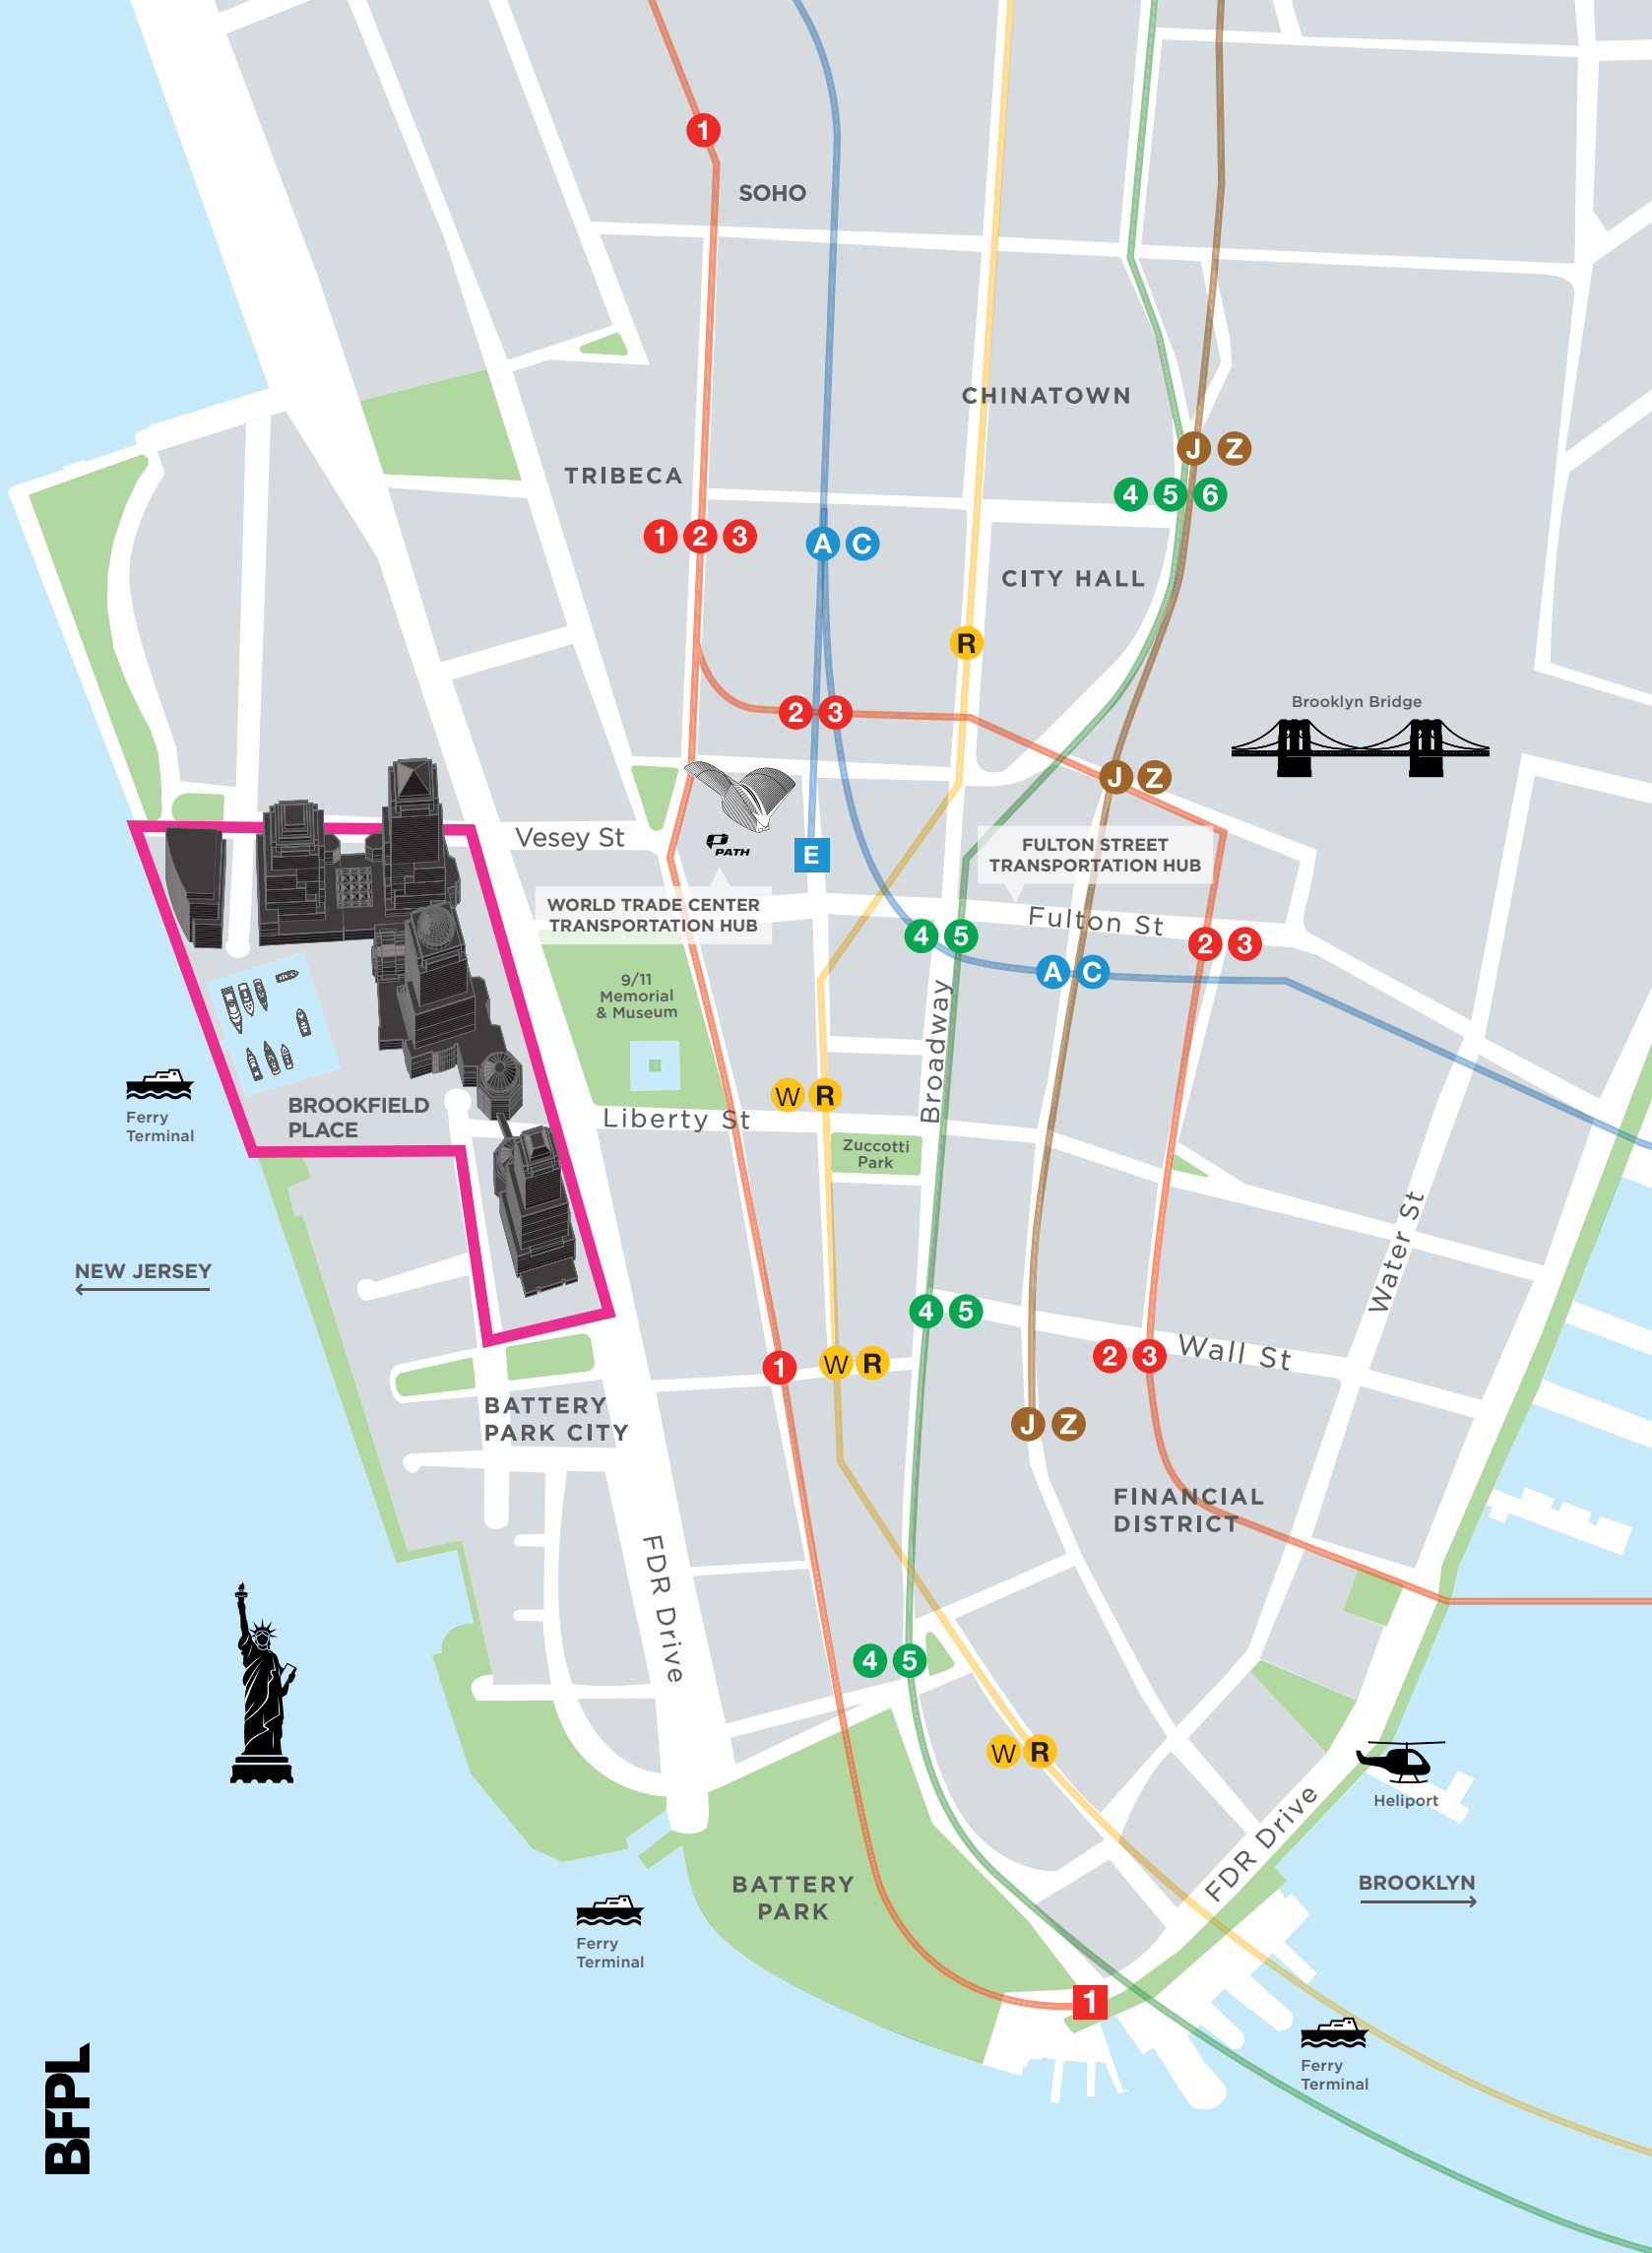 1
SOHO
CHINATOWN
J Z
TRIBECA
4 5 6
1 2 3
A C
CITY HALL
R
Brooklyn Bridge
2 3
J Z
Vesey St
PATH
E
FULTON STREET
TRANSPORTATION HUB
WORLD TRADE CENTER
TRANSPORTATION HUB
Fulton St
4 5
2 3
A C
9/11
Memorial
& Museum
Broadway
Ferry
Terminal
BROOKFIELD
PLACE
W R
Liberty St
Zuccotti
Park
Water St
NEW JERSEY
4 5
1
W R
2 3
Wall St
BATTERY
PARK CITY
J Z
FINANCIAL
DISTRICT
FDR Drive
4 5
W R
Heliport
FDR Drive
BATTERY
PARK
BROOKLYN
Ferry
Terminal
1
Ferry
Terminal
BFPL